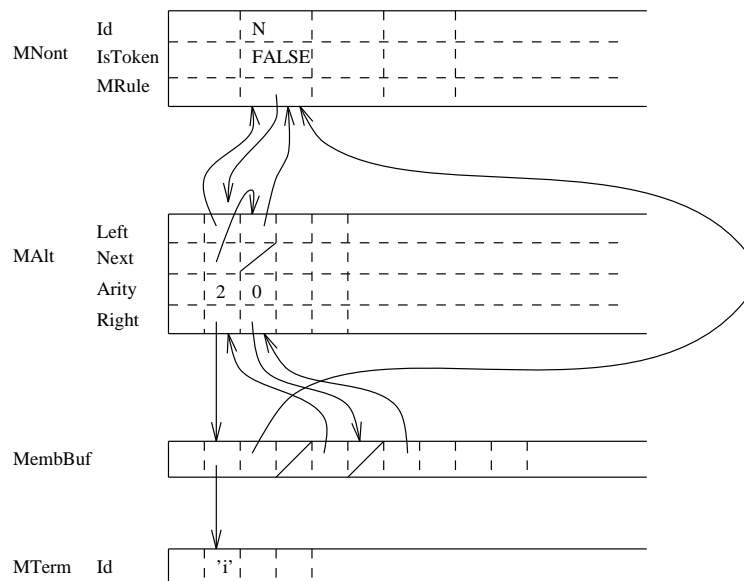 Id N
MNont IsToken FALSE
MRule
Left
MAlt Next
Arity 2 0
Right
MembBuf
MTerm Id 'i'